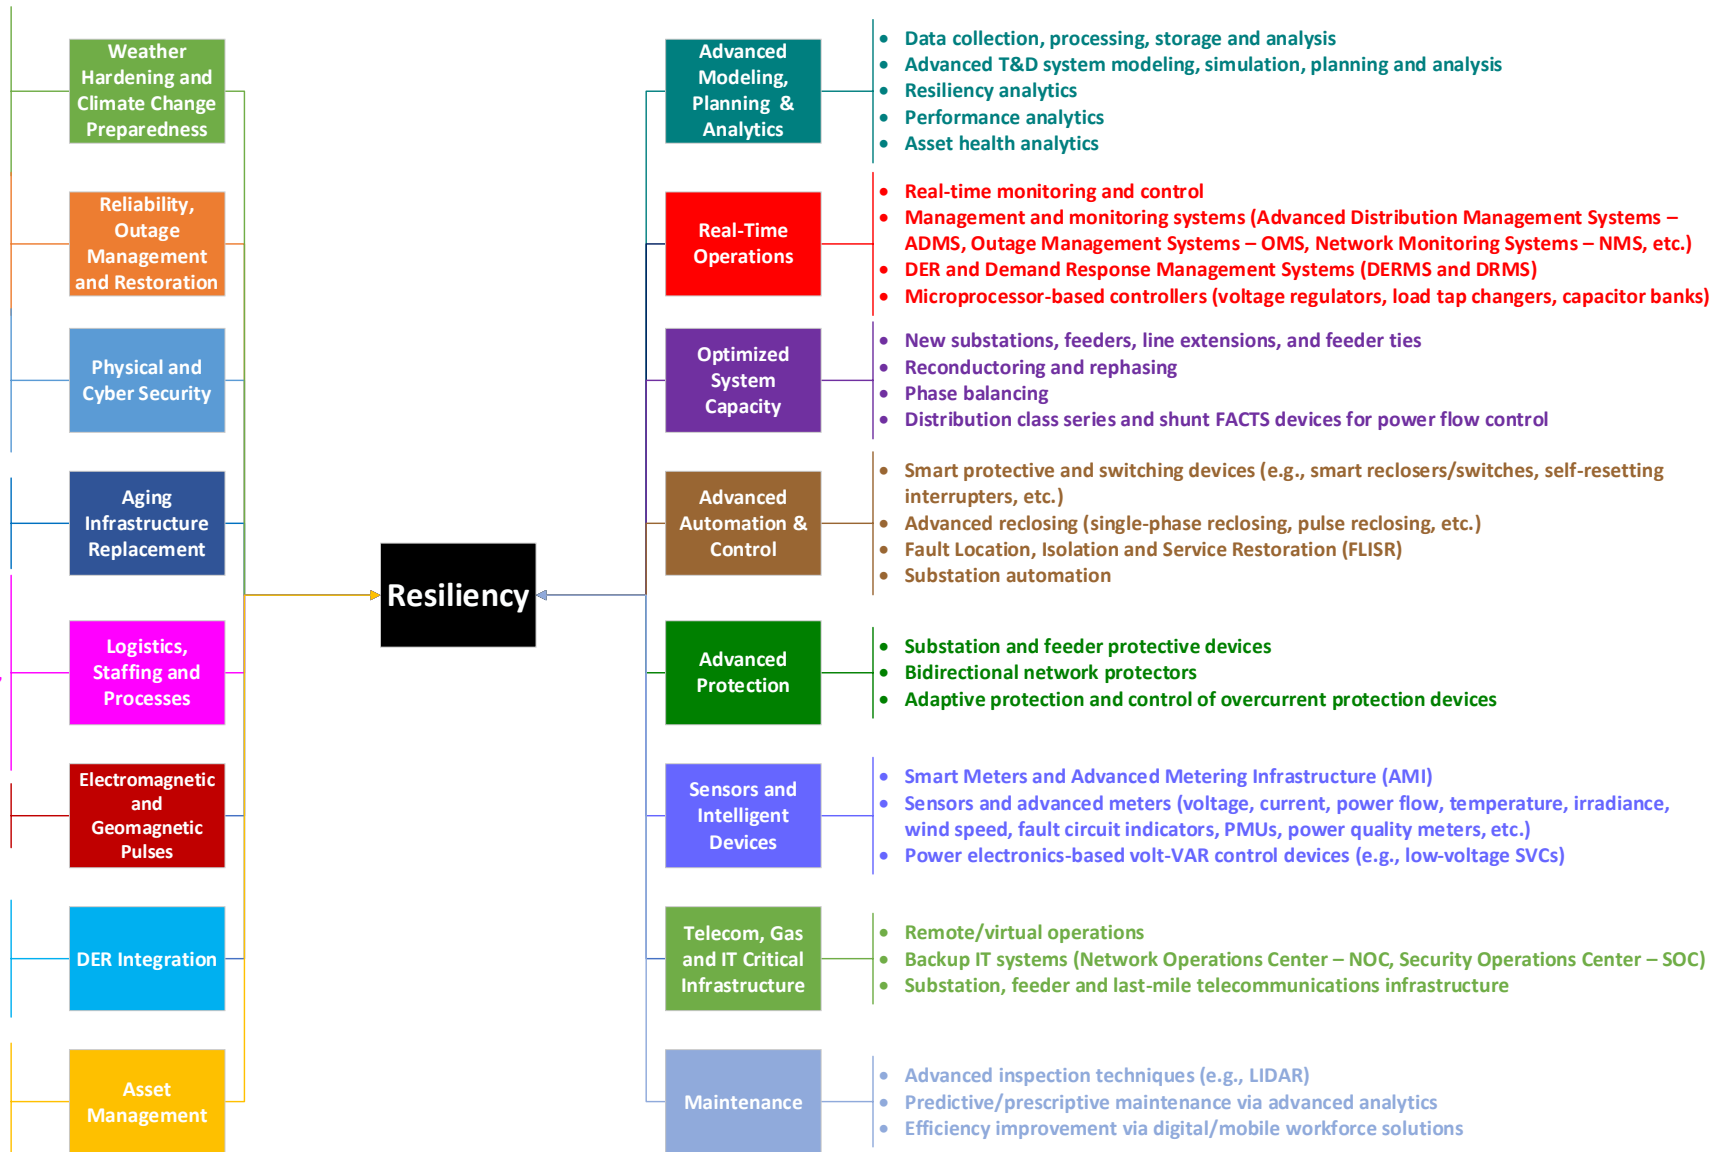 Weather
Hardening and
Climate Change
Preparedness
Reliability,
Outage
Management
and Restoration
Physical and
Cyber Security
Aging
Infrastructure
Replacement
Logistics,
Staffing and
Processes
Electromagnetic
and
Geomagnetic
Pulses
DER Integration
Asset
Management
Resiliency
Advanced
Modeling,
Planning &
Analytics
• Data collection, processing, storage and analysis
• Advanced T&D system modeling, simulation, planning and analysis
• Resiliency analytics
• Performance analytics
• Asset health analytics
Real-Time
Operations
• Real-time monitoring and control
• Management and monitoring systems (Advanced Distribution Management Systems –
ADMS, Outage Management Systems – OMS, Network Monitoring Systems – NMS, etc.)
• DER and Demand Response Management Systems (DERMS and DRMS)
• Microprocessor-based controllers (voltage regulators, load tap changers, capacitor banks)
Optimized
System
Capacity
• New substations, feeders, line extensions, and feeder ties
• Reconductoring and rephasing
• Phase balancing
• Distribution class series and shunt FACTS devices for power flow control
Advanced
Automation &
Control
• Smart protective and switching devices (e.g., smart reclosers/switches, self-resetting
interrupters, etc.)
• Advanced reclosing (single-phase reclosing, pulse reclosing, etc.)
• Fault Location, Isolation and Service Restoration (FLISR)
• Substation automation
Advanced
Protection
• Substation and feeder protective devices
• Bidirectional network protectors
• Adaptive protection and control of overcurrent protection devices
Sensors and
Intelligent
Devices
• Smart Meters and Advanced Metering Infrastructure (AMI)
• Sensors and advanced meters (voltage, current, power flow, temperature, irradiance,
wind speed, fault circuit indicators, PMUs, power quality meters, etc.)
• Power electronics-based volt-VAR control devices (e.g., low-voltage SVCs)
Telecom, Gas
and IT Critical
Infrastructure
• Remote/virtual operations
• Backup IT systems (Network Operations Center – NOC, Security Operations Center – SOC)
• Substation, feeder and last-mile telecommunications infrastructure
Maintenance
• Advanced inspection techniques (e.g., LIDAR)
• Predictive/prescriptive maintenance via advanced analytics
• Efficiency improvement via digital/mobile workforce solutions